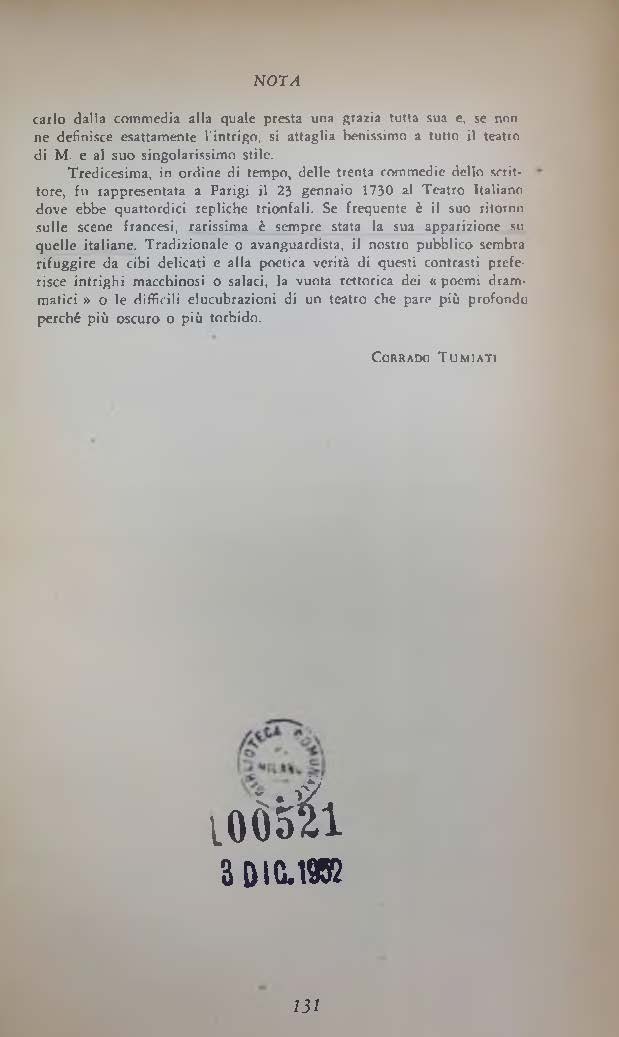 NOTA
carlo dalla commedia alla quale presta una grazia tutta sua e, se non
ne definisce esattamente l'intrigo, si attaglia benissimo a tutto il teatro
di M. e al suo singolarissimo stile.
Tredicesima, in ordine di tempo, delle trenta commedie dello scrit-
tore, fu rappresentata a Parigi il 23 gennaio 1730 al Teatro Italiano
dove ebbe quattordici repliche trionfali. Se frequente è il suo ritorno
sulle scene francesi, rarissima è sempre stata la sua apparizione su
quelle italiane. Tradizionale o avanguardista, il nostro pubblico sembra
rifuggire da cibi delicati e alla poetica verità di questi contrasti prefe-
risce intrighi macchinosi o salaci, la vuota rettorica dei « poemi dram-
matici » o le difficili elucubrazioni di un teatro che pare più profondo
perché più oscuro o più torbido.
CORRADO TUMIATI
BIBLIOTECA COMUNALE
MILANO
00521
3 DIC. 1952
131